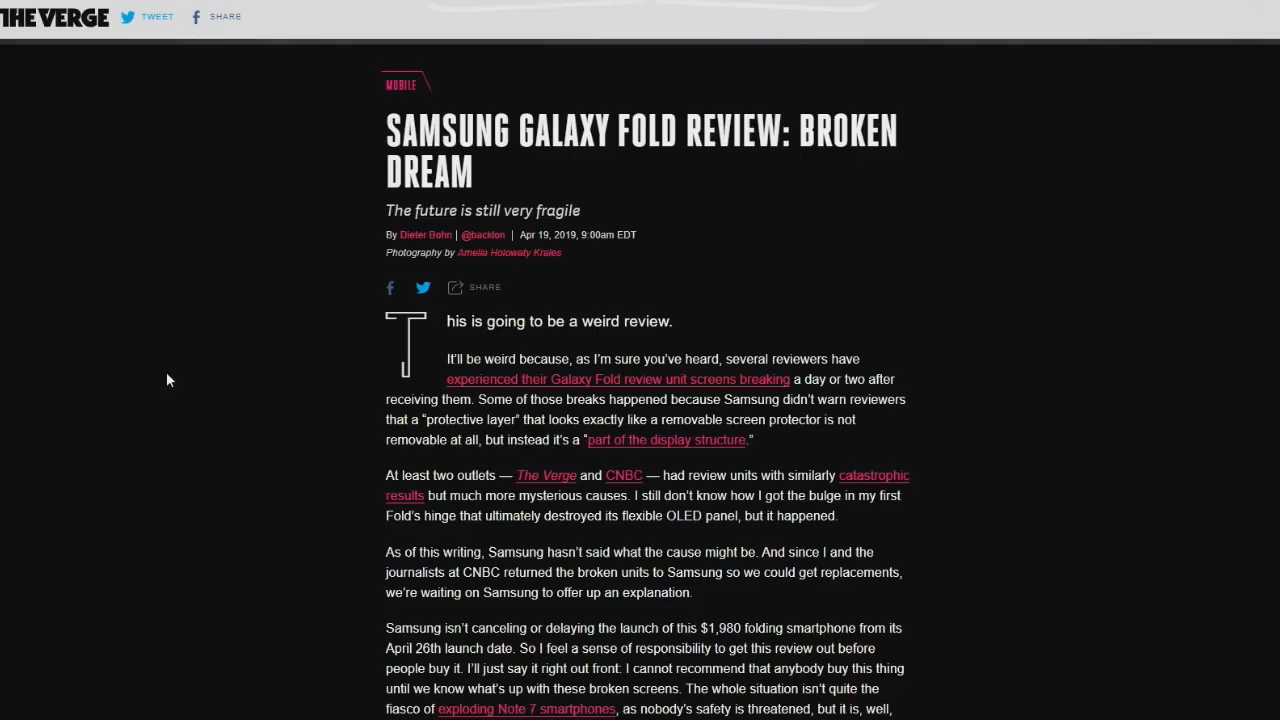 THE VERGE TWEET SHARE
MOBILE
SAMSUNG GALAXY FOLD REVIEW: BROKEN
DREAM
The future is still very fragile
By Dieter Bohn | @backlon | Apr 19, 2019, 9:00am EDT
Photography by Amelia Holowaty Krales
SHARE
This is going to be a weird review.
It’ll be weird because, as I’m sure you’ve heard, several reviewers have
experienced their Galaxy Fold review unit screens breaking a day or two after
receiving them. Some of those breaks happened because Samsung didn’t warn reviewers
that a “protective layer” that looks exactly like a removable screen protector is not
removable at all, but instead it’s a “part of the display structure.”
At least two outlets — The Verge and CNBC — had review units with similarly catastrophic
results but much more mysterious causes. I still don’t know how I got the bulge in my first
Fold’s hinge that ultimately destroyed its flexible OLED panel, but it happened.
As of this writing, Samsung hasn’t said what the cause might be. And since I and the
journalists at CNBC returned the broken units to Samsung so we could get replacements,
we’re waiting on Samsung to offer up an explanation.
Samsung isn’t canceling or delaying the launch of this $1,980 folding smartphone from its
April 26th launch date. So I feel a sense of responsibility to get this review out before
people buy it. I’ll just say it right out front: I cannot recommend that anybody buy this thing
until we know what’s up with these broken screens. The whole situation isn’t quite the
fiasco of exploding Note 7 smartphones, as nobody’s safety is threatened, but it is, well,